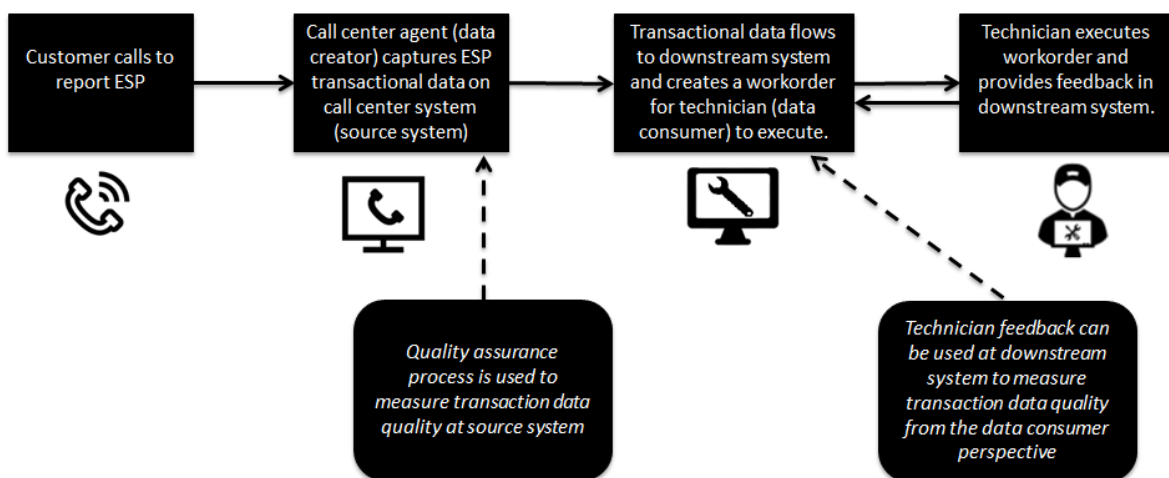 Customer calls to
report ESP
Call center agent (data
creator) captures ESP
transactional data on
call center system
(source system)
Transactional data flows
to downstream system
and creates a workorder
for technician (data
consumer) to execute.
Technician executes
workorder and
provides feedback in
downstream system.
Quality assurance
process is used to
measure transaction data
quality at source system
Technician feedback can
be used at downstream
system to measure
transaction data quality
from the data consumer
perspective